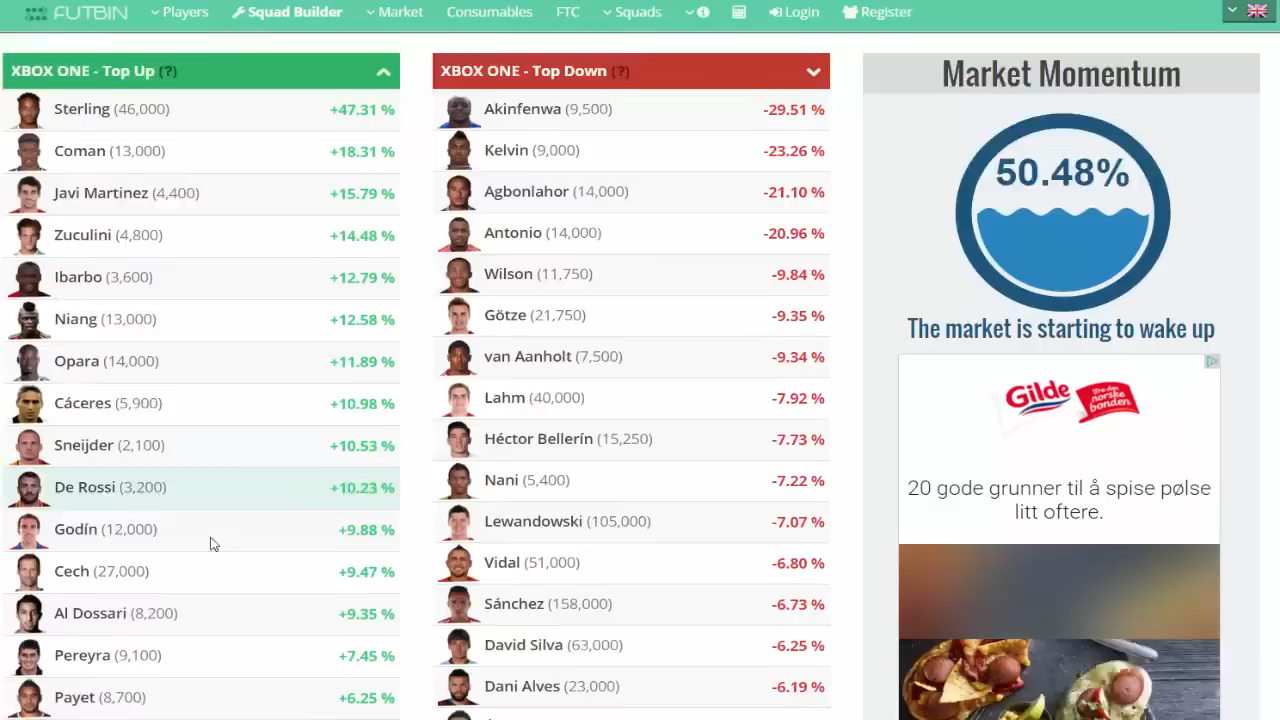 FUTBIN Players Squad Builder Market Consumables FTC Squads Login Register
XBOX ONE - Top Up (?)
Sterling (46,000) +47.31 %
Coman (13,000) +18.31 %
Javi Martinez (4,400) +15.79 %
Zuculini (4,800) +14.48 %
Ibarbo (3,600) +12.79 %
Niang (13,000) +12.58 %
Opara (14,000) +11.89 %
Cáceres (5,900) +10.98 %
Sneijder (2,100) +10.53 %
De Rossi (3,200) +10.23 %
Godín (12,000) +9.88 %
Cech (27,000) +9.47 %
Al Dossari (8,200) +9.35 %
Pereyra (9,100) +7.45 %
Payet (8,700) +6.25 %
XBOX ONE - Top Down (?)
Akinfenwa (9,500) -29.51 %
Kelvin (9,000) -23.26 %
Agbonlahor (14,000) -21.10 %
Antonio (14,000) -20.96 %
Wilson (11,750) -9.84 %
Götze (21,750) -9.35 %
van Aanholt (7,500) -9.34 %
Lahm (40,000) -7.92 %
Héctor Bellerín (15,250) -7.73 %
Nani (5,400) -7.22 %
Lewandowski (105,000) -7.07 %
Vidal (51,000) -6.80 %
Sánchez (158,000) -6.73 %
David Silva (63,000) -6.25 %
Dani Alves (23,000) -6.19 %
Market Momentum
50.48%
The market is starting to wake up
Gilde
Den norske bonden
20 gode grunner til å spise pølse
litt oftere.